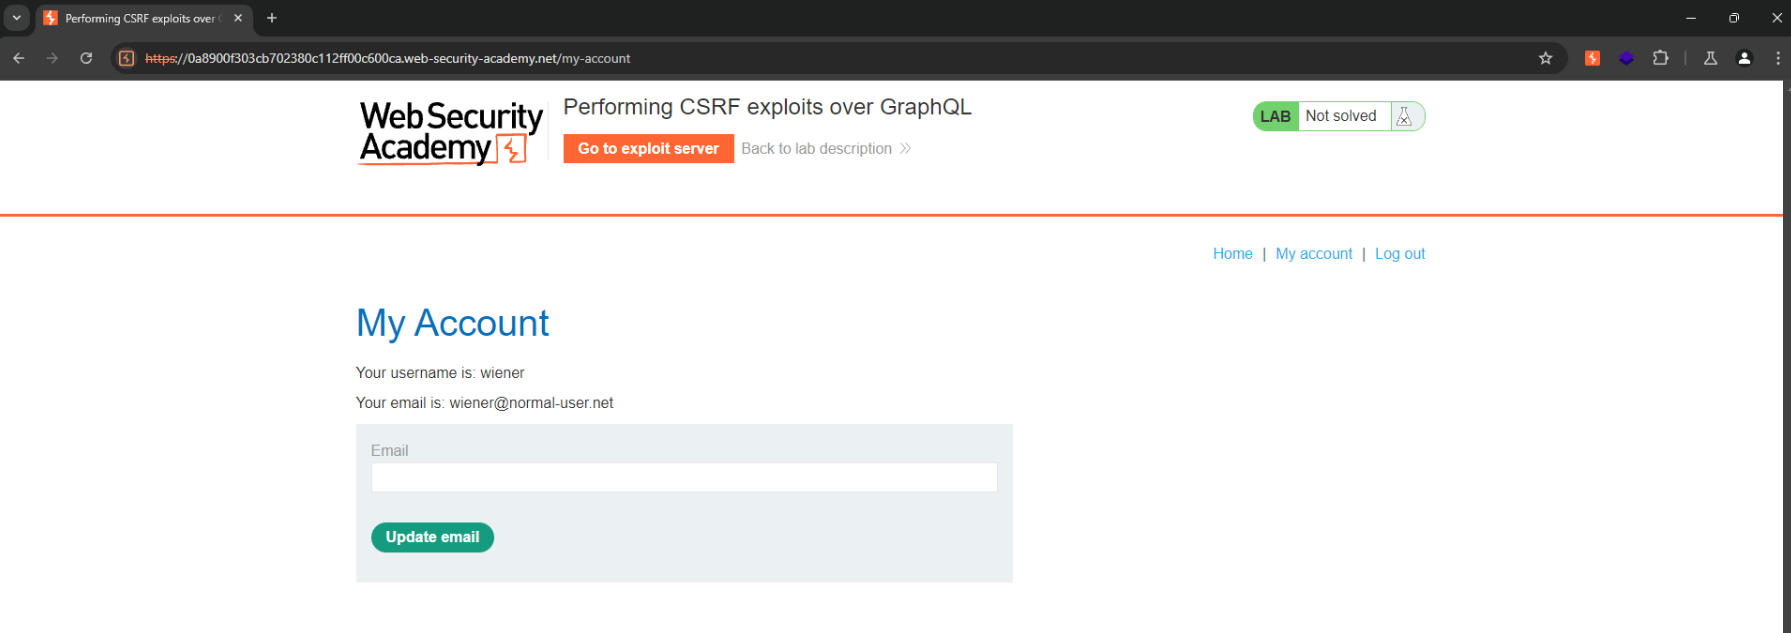 Performing CSRF exploits over
https://0a8900f303cb702380c112ff00c600ca.web-security-academy.net/my-account
WebSecurity
Academy
Performing CSRF exploits over GraphQL
Go to exploit server
Back to lab description
LAB Not solved
Home | My account | Log out
My Account
Your username is: wiener
Your email is: wiener@normal-user.net
Email
Update email